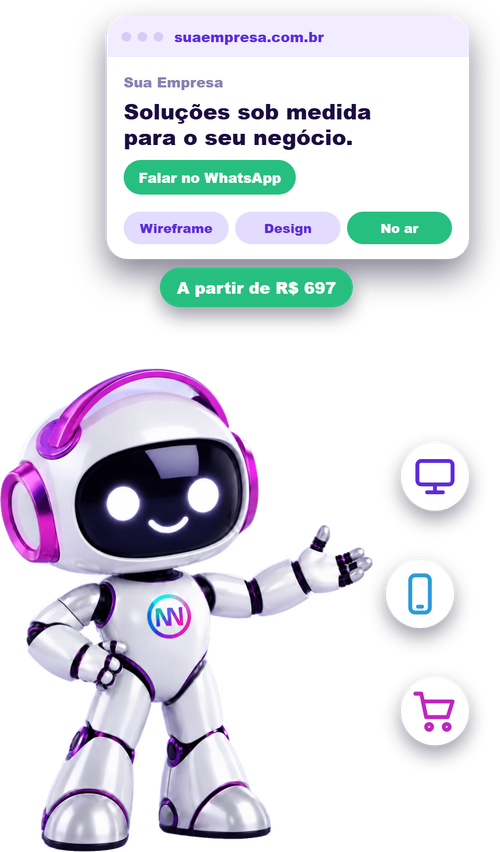 suaempresa.com.br
Sua Empresa
Soluções sob medida
para o seu negócio.
Falar no WhatsApp
Wireframe
Design
No ar
A partir de R$ 697
N